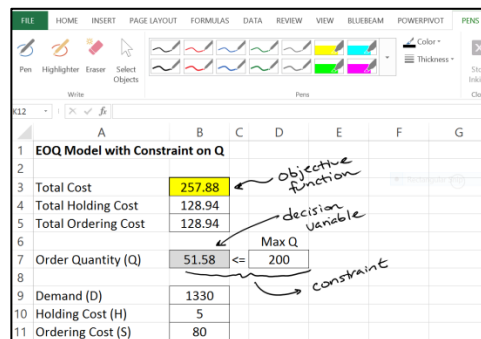 FILE HOME INSERT PAGE LAYOUT FORMULAS DATA REVIEW VIEW BLUEBEAM POWERPIVOT PENS
Pen Highlighter Eraser Select Objects
Color
Thickness
Write
Pens
K12 fx
A B C D E F G
1 EOQ Model with Constraint on Q
2
objective
3 Total Cost 257.88
function
4 Total Holding Cost 128.94
5 Total Ordering Cost 128.94
decision
variable
6 Max Q
7 Order Quantity (Q) 51.58 <= 200
8
constraint
9 Demand (D) 1330
10 Holding Cost (H) 5
11 Ordering Cost (S) 80